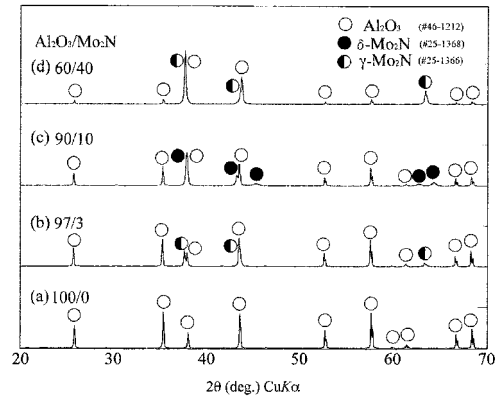 Al₂O₃/Mo₂N
Al₂O₃ (#46-1212)
δ-Mo₂N (#25-1368)
γ-Mo₂N (#25-1366)
(d) 60/40
(c) 90/10
(b) 97/3
(a) 100/0
20 30 40 50 60 70
2θ (deg.) CuKα